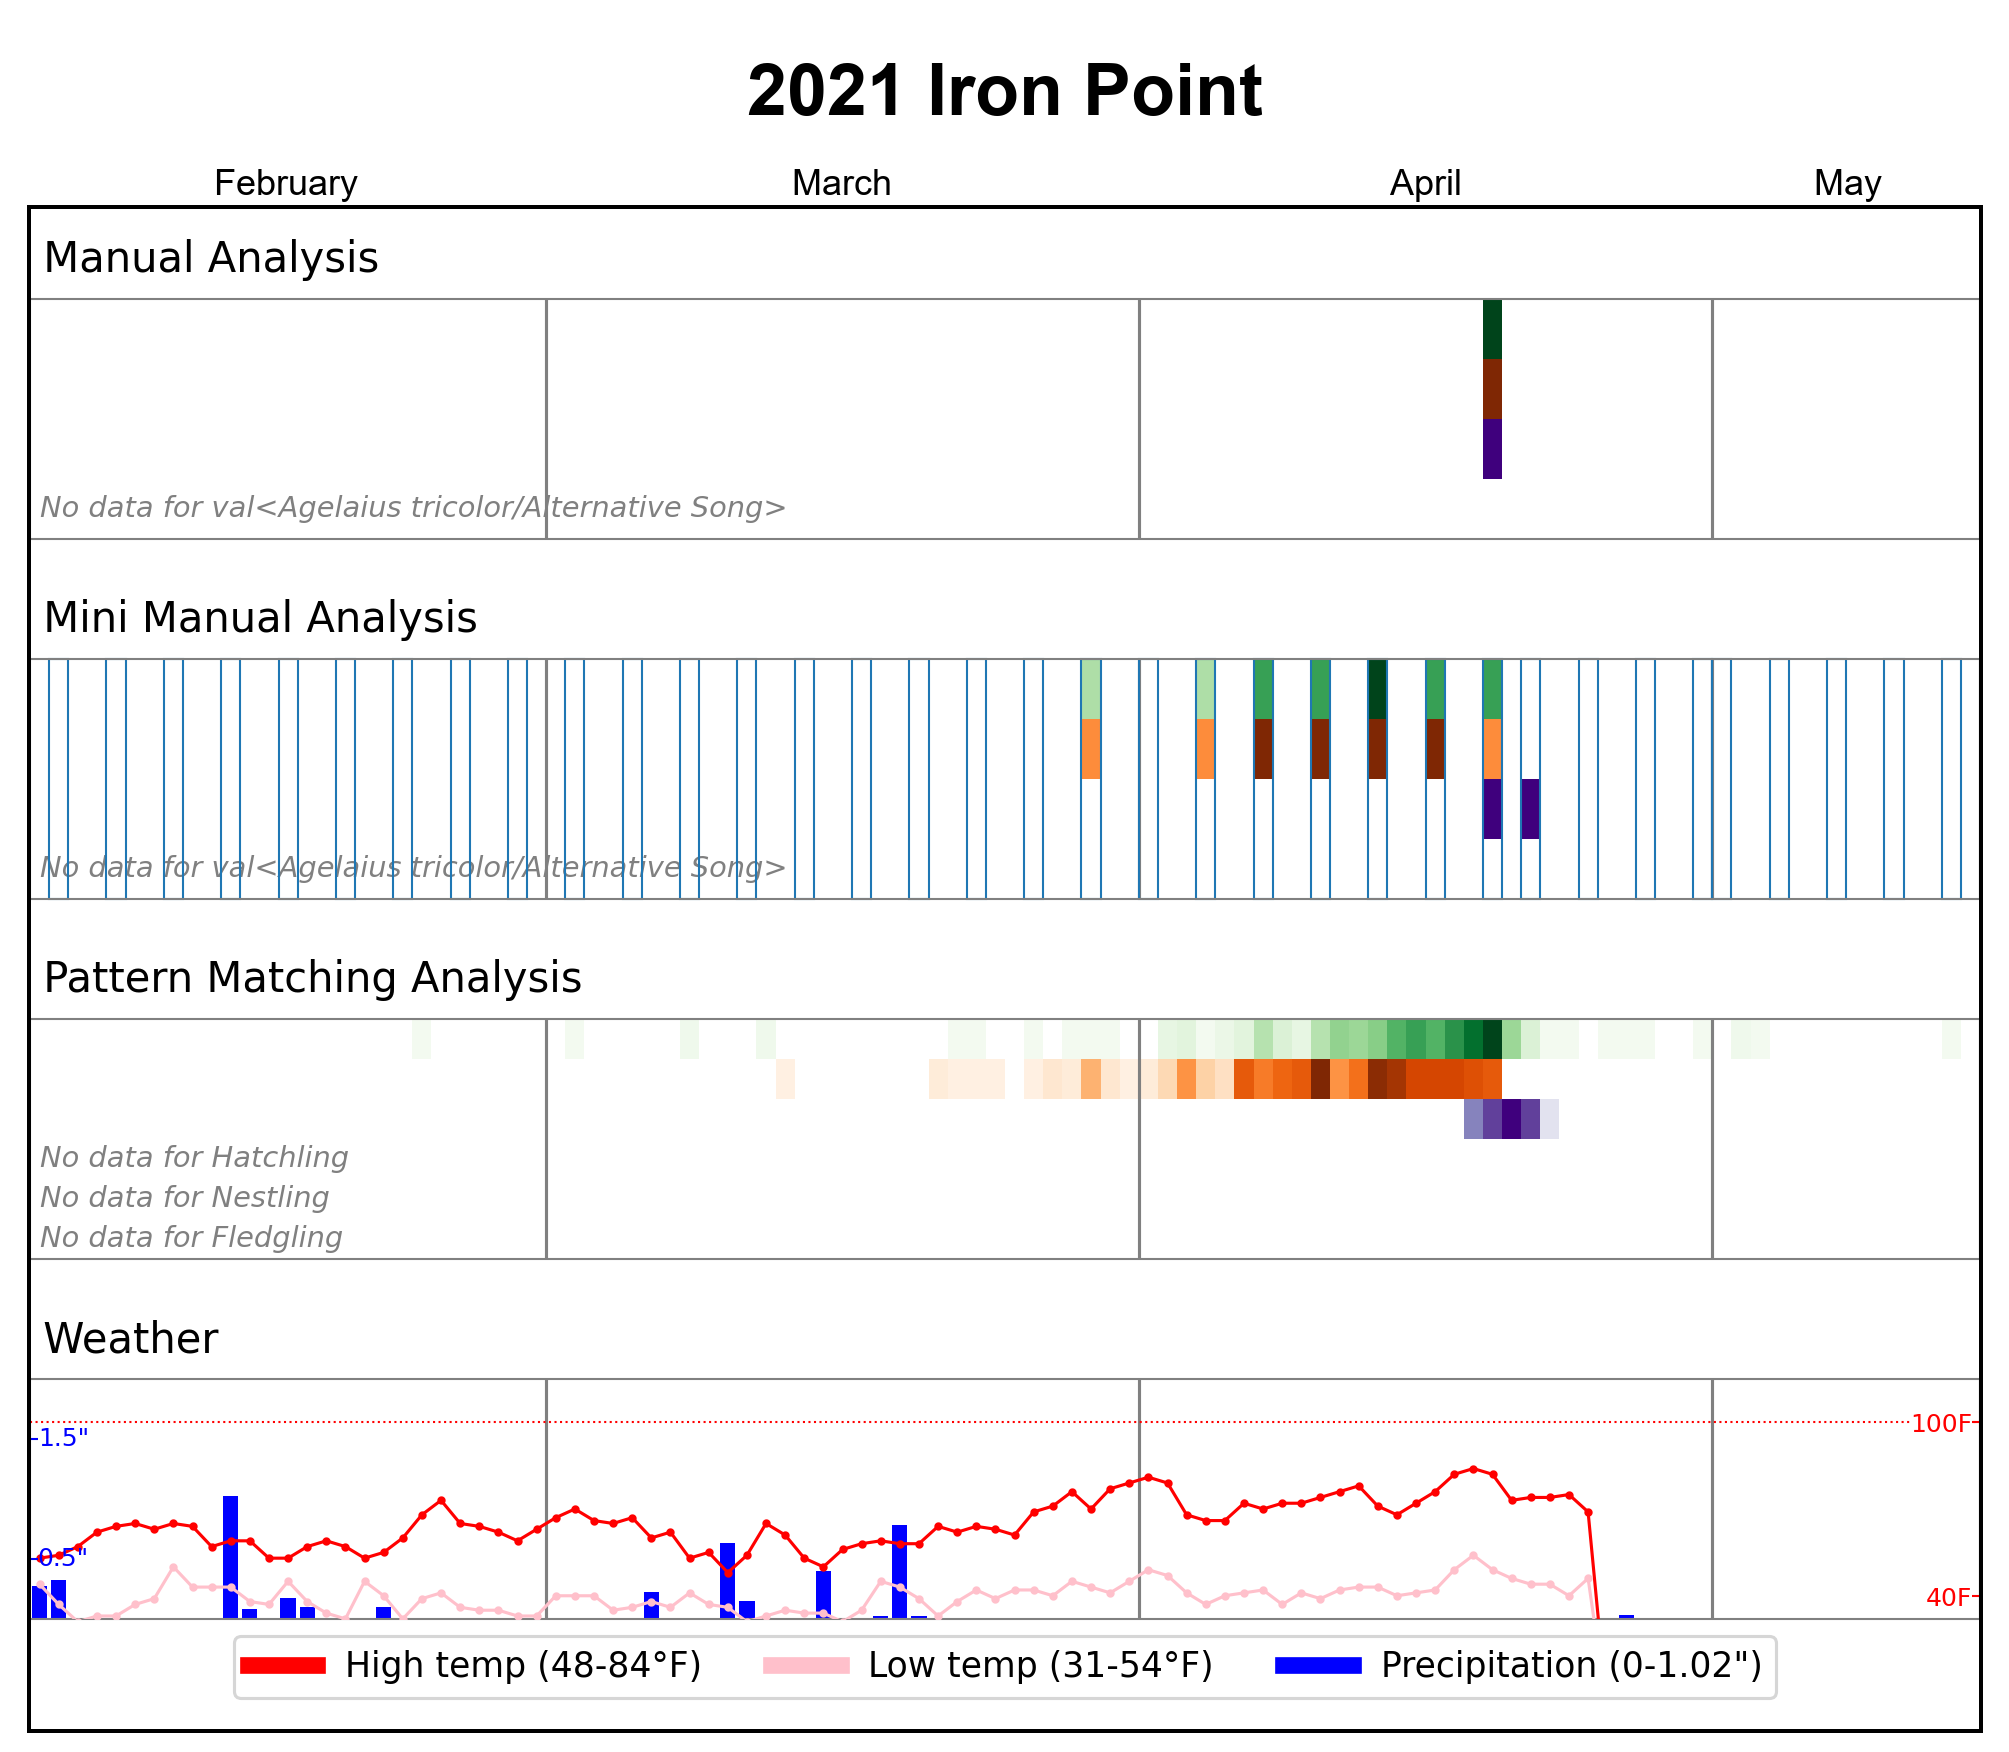 2021 Iron Point
February March April May
Manual Analysis
No data for val<Agelaius tricolor/Alternative Song>
Mini Manual Analysis
No data for val<Agelaius tricolor/Alternative Song>
Pattern Matching Analysis
No data for Hatchling
No data for Nestling
No data for Fledgling
Weather
100F
1.5"
0.5"
40F
High temp (48-84°F) Low temp (31-54°F) Precipitation (0-1.02")